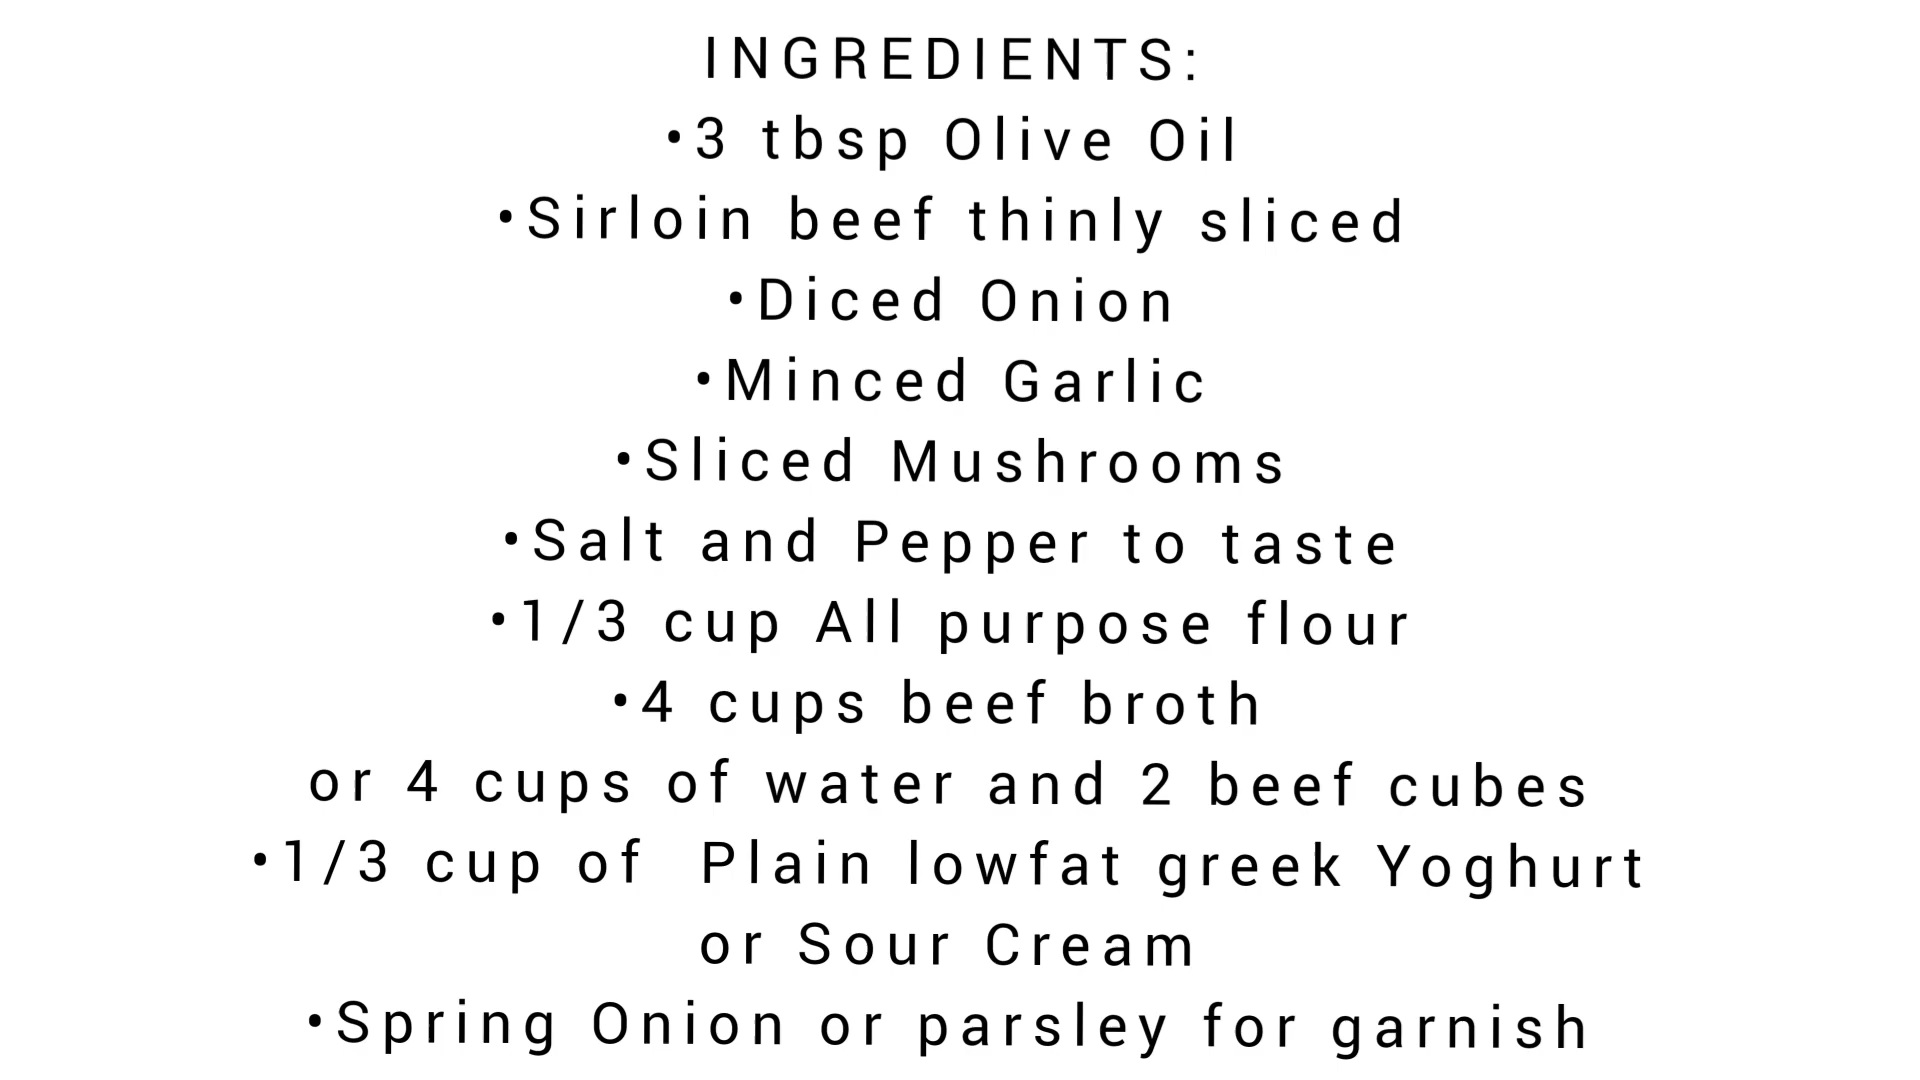 INGREDIENTS:
•3 tbsp Olive Oil
•Sirloin beef thinly sliced
•Diced Onion
•Minced Garlic
•Sliced Mushrooms
•Salt and Pepper to taste
•1/3 cup All purpose flour
•4 cups beef broth
or 4 cups of water and 2 beef cubes
•1/3 cup of  Plain lowfat greek Yoghurt
or Sour Cream
•Spring Onion or parsley for garnish